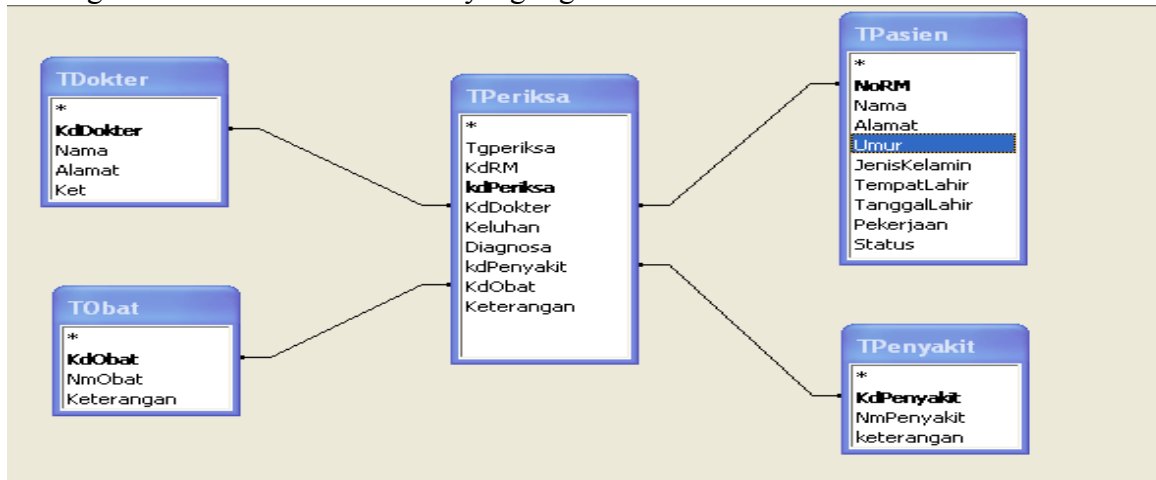 TDokter
*
KdDokter
Nama
Alamat
Ket
TObat
*
KdObat
NmObat
Keterangan
TPeriksa
*
Tgperiksa
KdRM
kdPeriksa
KdDokter
Keluhan
Diagnosa
kdPenyakit
KdObat
Keterangan
TPasien
*
NoRM
Nama
Alamat
Umur
JenisKelamin
TempatLahir
TanggalLahir
Pekerjaan
Status
TPenyakit
*
KdPenyakit
NmPenyakit
keterangan